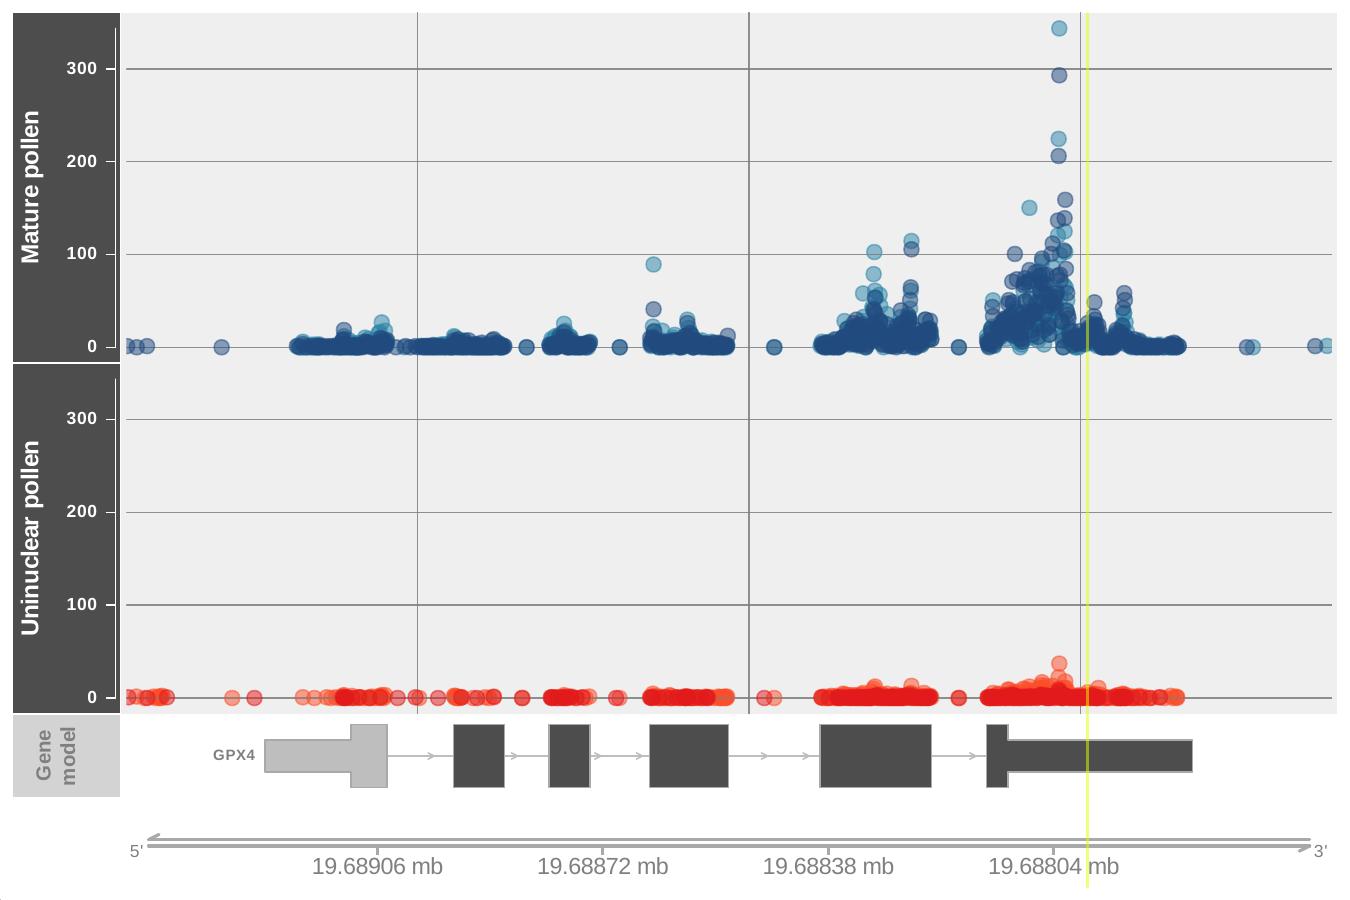 Mature pollen
300
200
100
0
Uninuclear pollen
300
200
100
0
Gene
model
GPX4
5'
3'
19.68906 mb
19.68872 mb
19.68838 mb
19.68804 mb